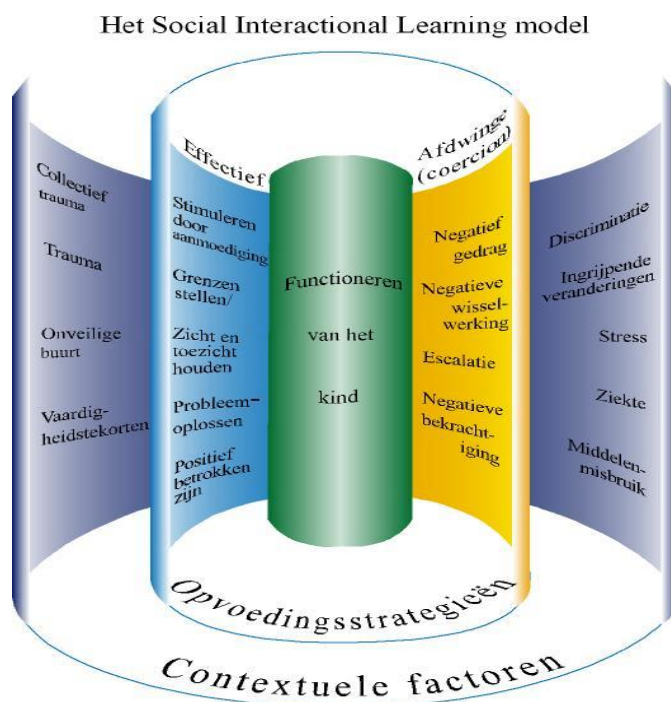 Het Social Interactional Learning model
Collectief
trauma
Trauma
Onveilige
buurt
Vaardig-
heidstekorten
Effectief
Stimuleren
door
aanmoediging
Grenzen
stellen/
Zicht en
toezicht
houden
Probleem-
oplossen
Positief
betrokken
zijn
Functioneren
van het
kind
Afdwinge
(coercion)
Negatief
gedrag
Negatieve
wissel-
werking
Escalatie
Negatieve
bekracht-
iging
Discriminatie
Ingrijpende
veranderingen
Stress
Ziekte
Middelen-
misbruik
Opvoedingsstrategieën
Contextuele factoren